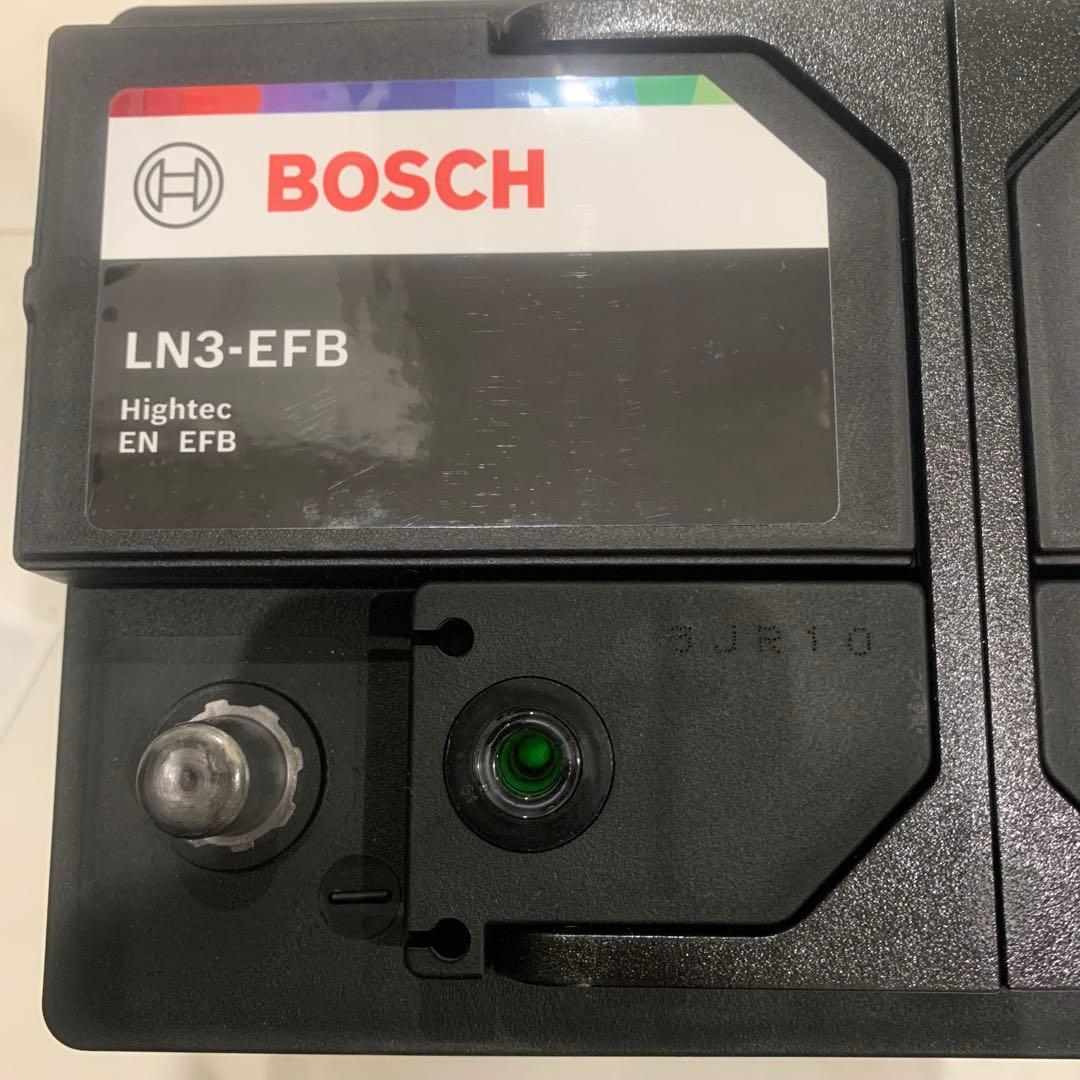 BOSCH
LN3-EFB
Hightec
EN EFB
3JR10